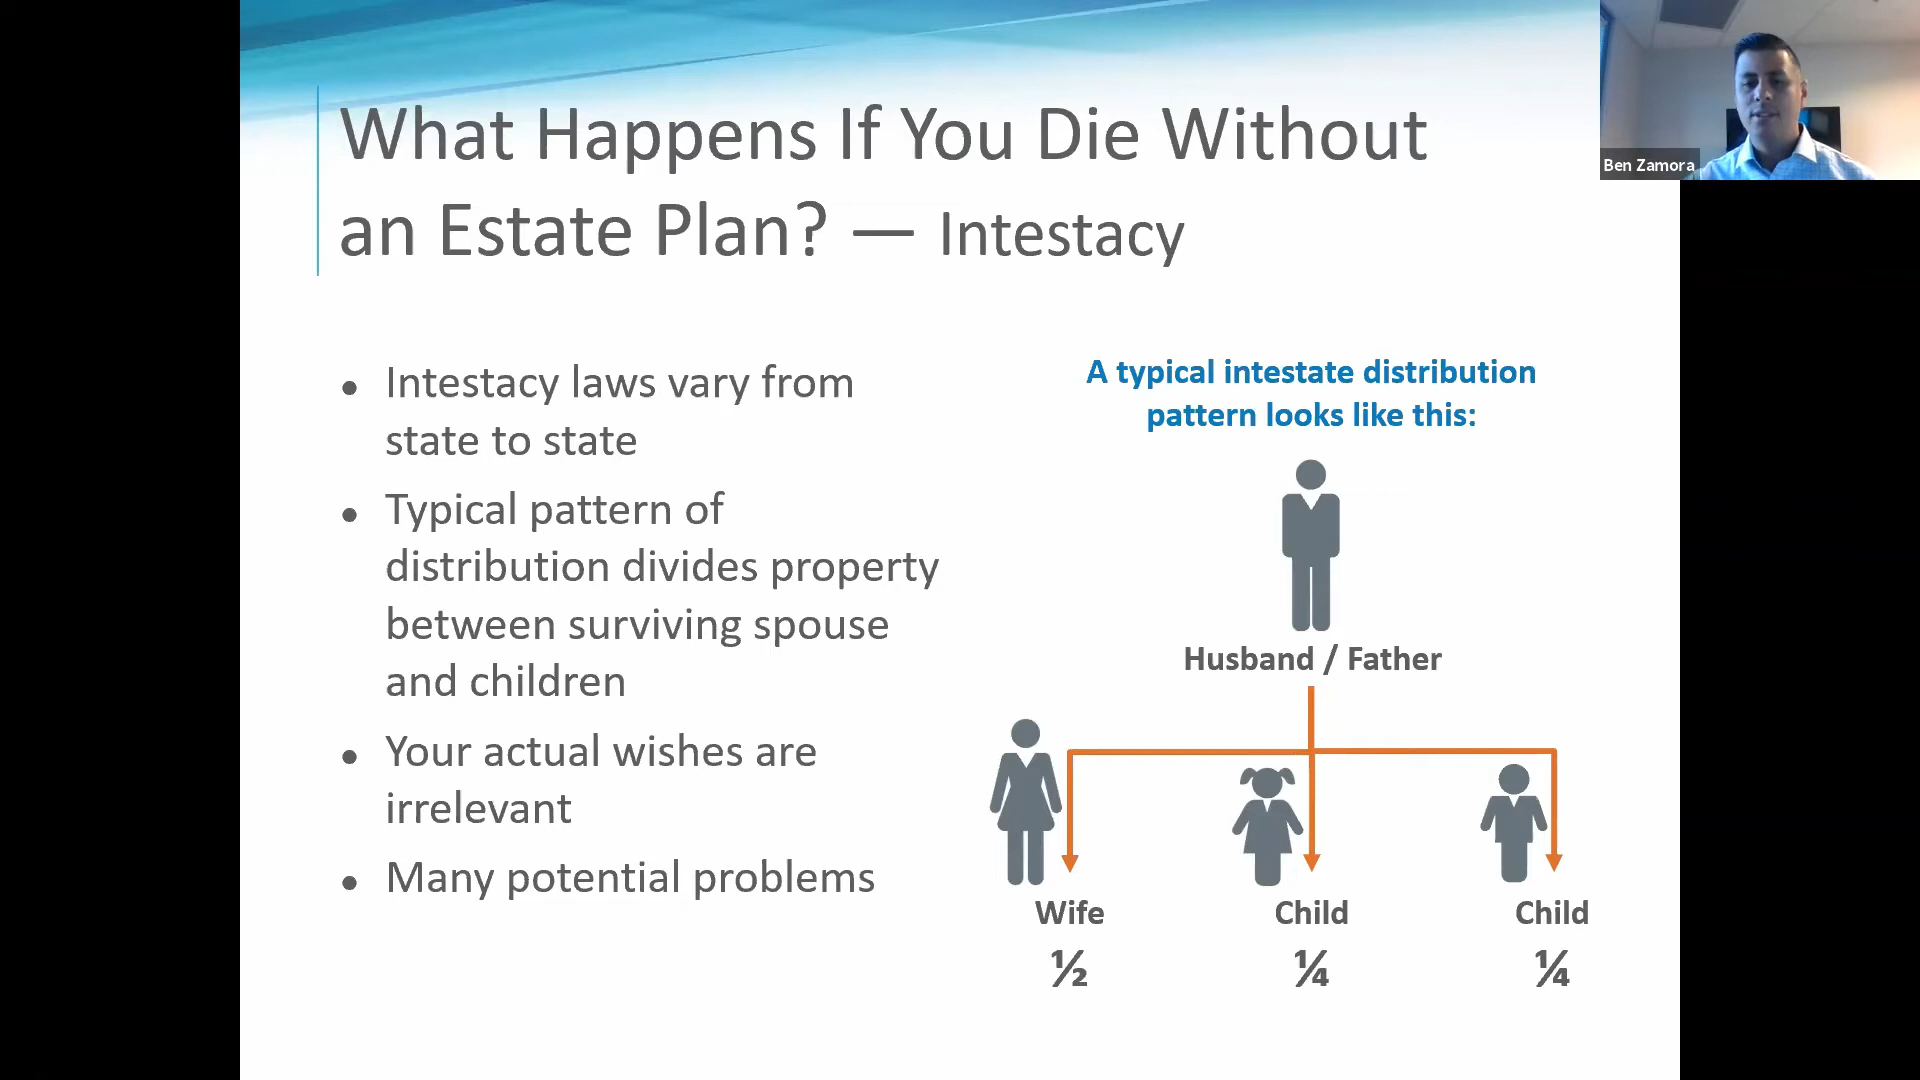 What Happens If You Die Without
an Estate Plan? — Intestacy
• Intestacy laws vary from
state to state
• Typical pattern of
distribution divides property
between surviving spouse
and children
• Your actual wishes are
irrelevant
• Many potential problems
A typical intestate distribution
pattern looks like this:
Husband / Father
Wife
½
Child
¼
Child
¼
Ben Zamora